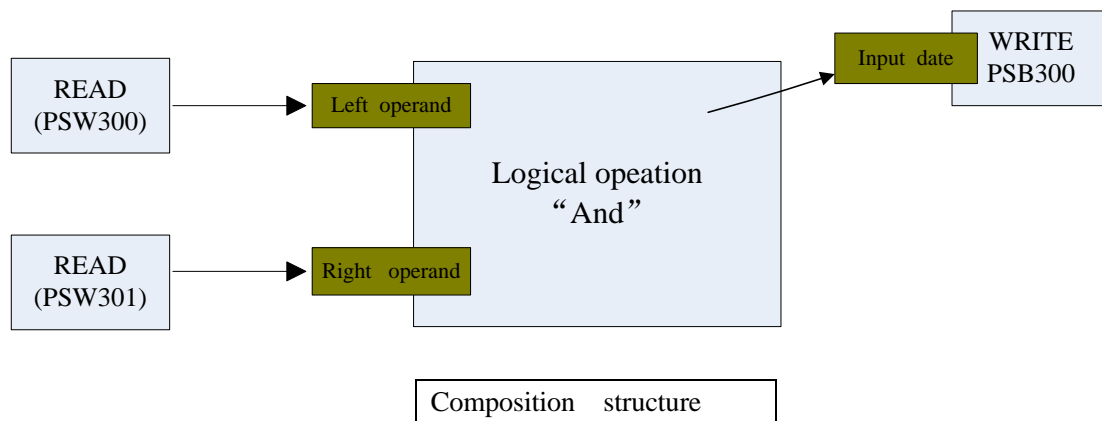 READ
(PSW300)
Left operand
Input date
WRITE
PSB300
Logical opeation
“And”
READ
(PSW301)
Right operand
Composition structure